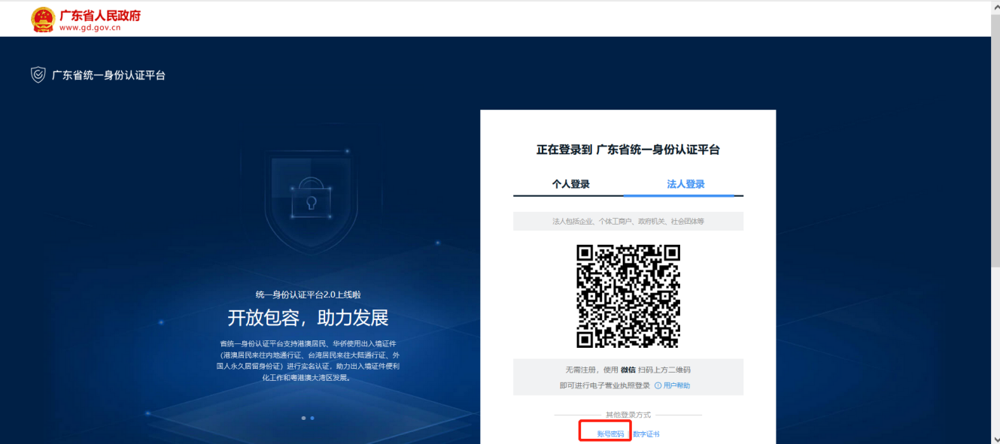 广东省人民政府
www.gd.gov.cn
广东省统一身份认证平台
统一身份认证平台2.0上线啦
开放包容，助力发展
省统一身份认证平台支持港澳居民、华侨使用出入境证件
（港澳居民来往内地通行证、台湾居民来往大陆通行证、外
国人永久居留身份证）进行实名认证，助力出入境证件便利
化工作和粤港澳大湾区发展。
正在登录到 广东省统一身份认证平台
个人登录 法人登录
法人包括企业、个体工商户、政府机关、社会团体等
无需注册，使用 微信 扫码上方二维码
即可进行电子营业执照登录 用户帮助
其他登录方式
账号密码 数字证书